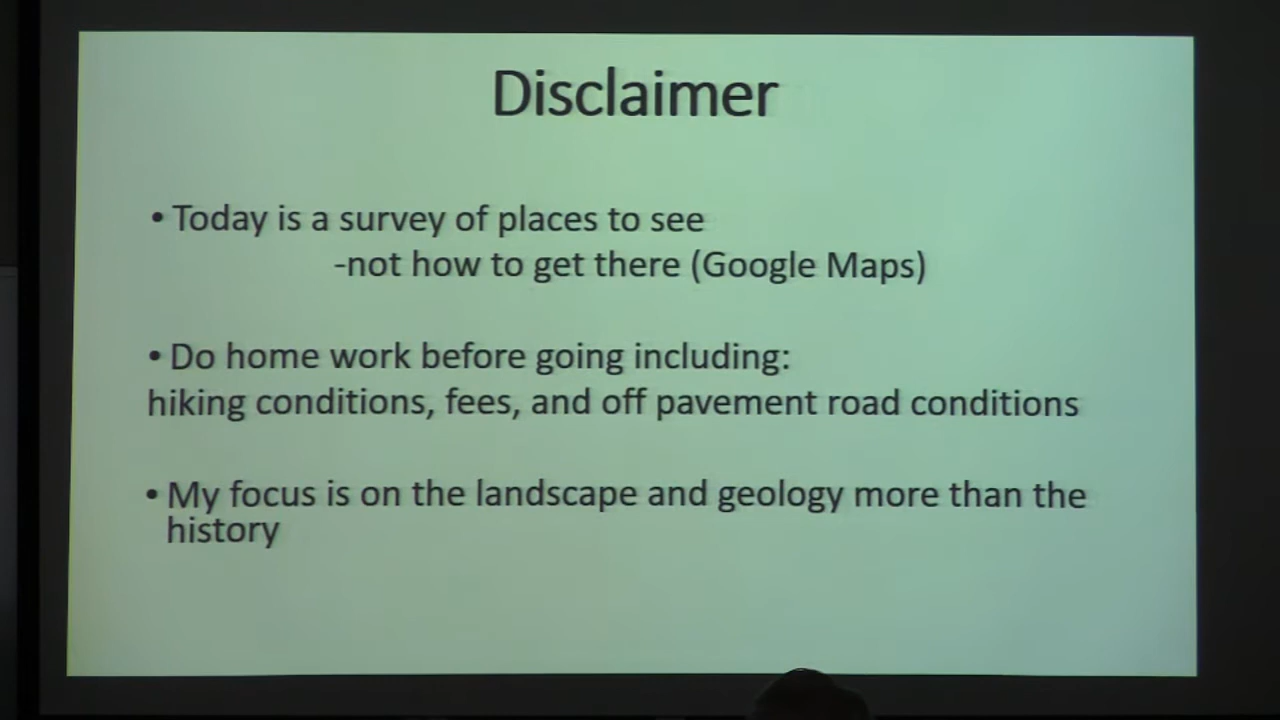 Disclaimer
• Today is a survey of places to see
-not how to get there (Google Maps)
• Do home work before going including:
hiking conditions, fees, and off pavement road conditions
• My focus is on the landscape and geology more than the
history